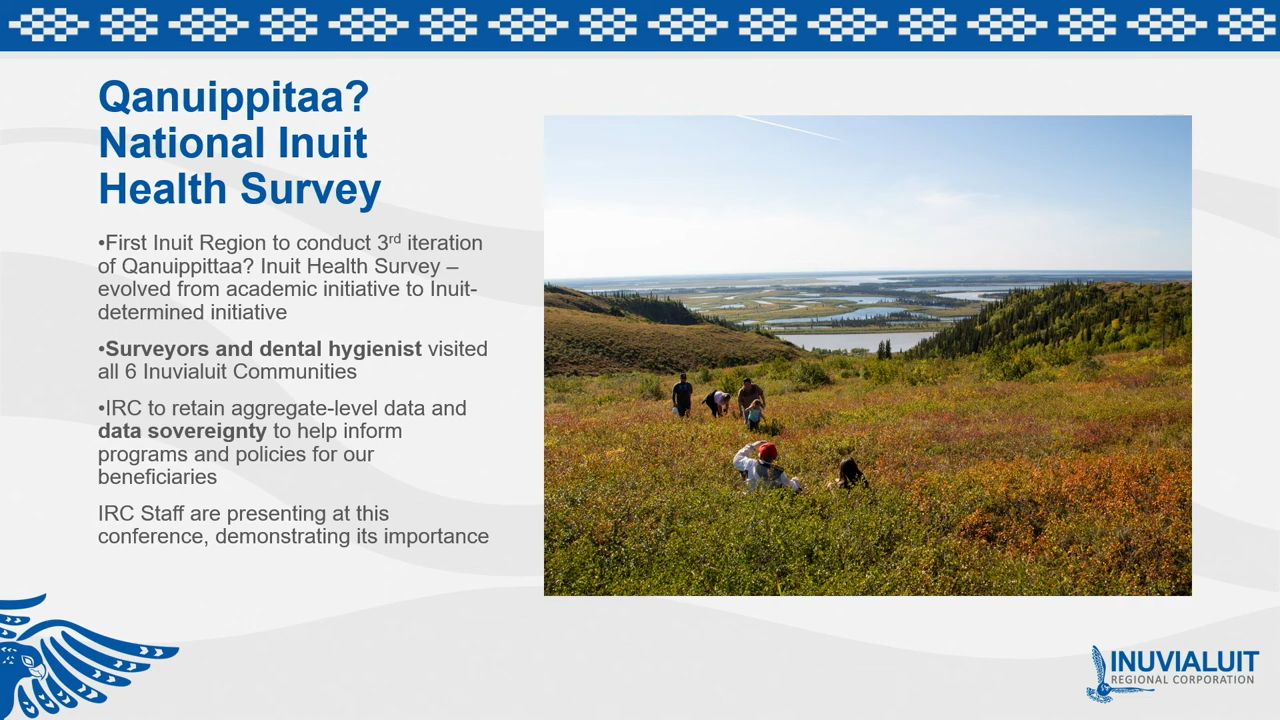 Qanuippitaa?
National Inuit
Health Survey
•First Inuit Region to conduct 3rd iteration
of Qanuippittaa? Inuit Health Survey –
evolved from academic initiative to Inuit-
determined initiative
•Surveyors and dental hygienist visited
all 6 Inuvialuit Communities
•IRC to retain aggregate-level data and
data sovereignty to help inform
programs and policies for our
beneficiaries
IRC Staff are presenting at this
conference, demonstrating its importance
INUVIALUIT
REGIONAL CORPORATION